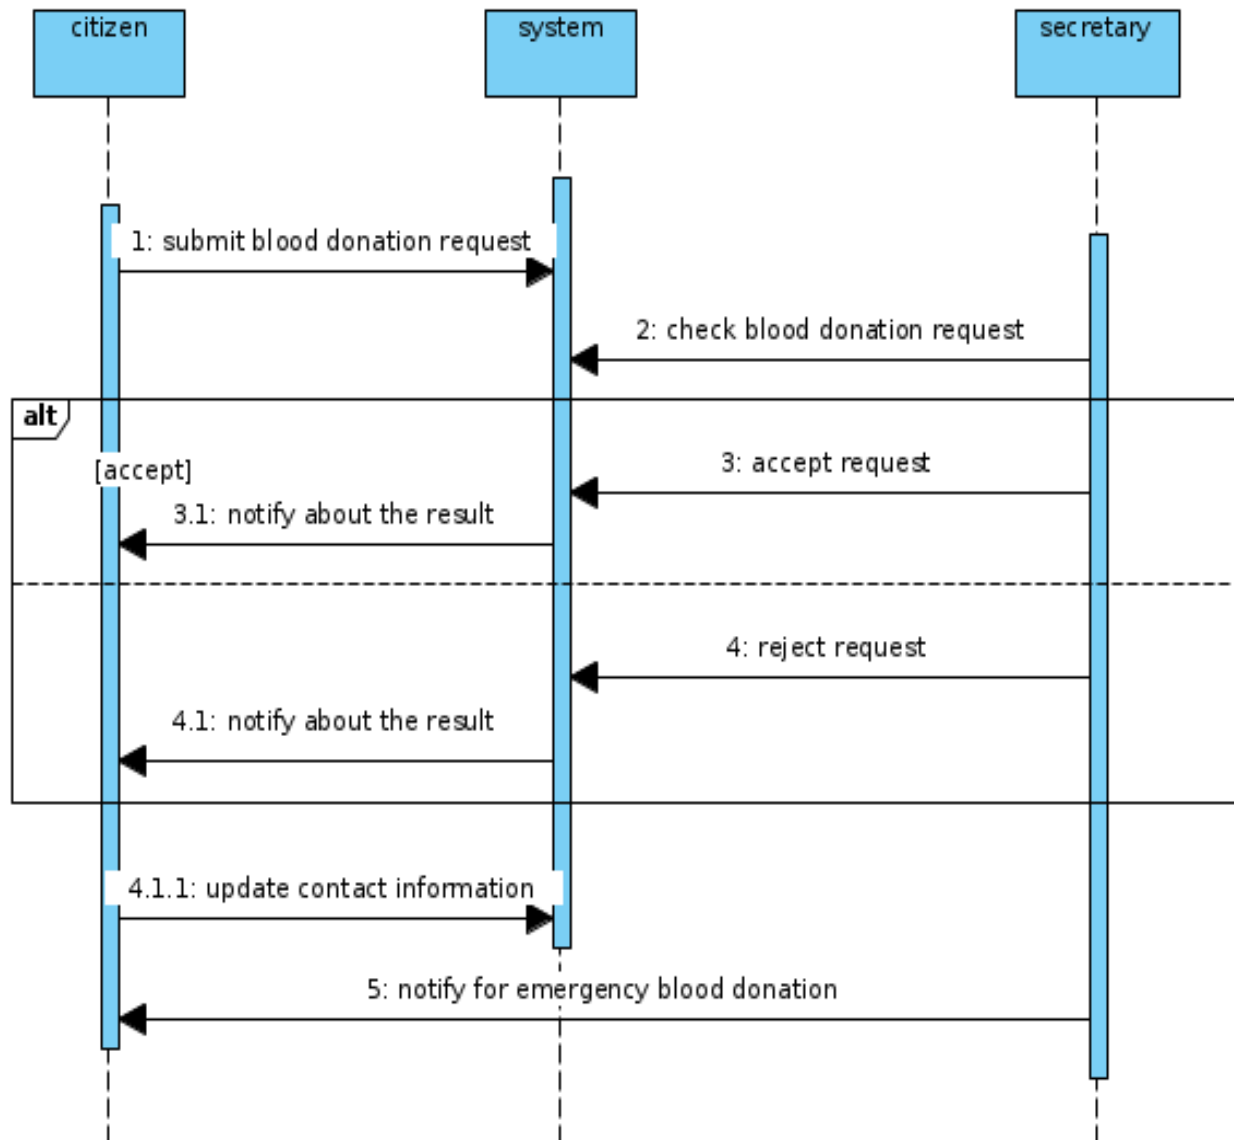 citizen
system
secretary
1: submit blood donation request
2: check blood donation request
alt
3: accept request
[accept]
3.1: notify about the result
4: reject request
4.1: notify about the result
4.1.1: update contact information
5: notify for emergency blood donation